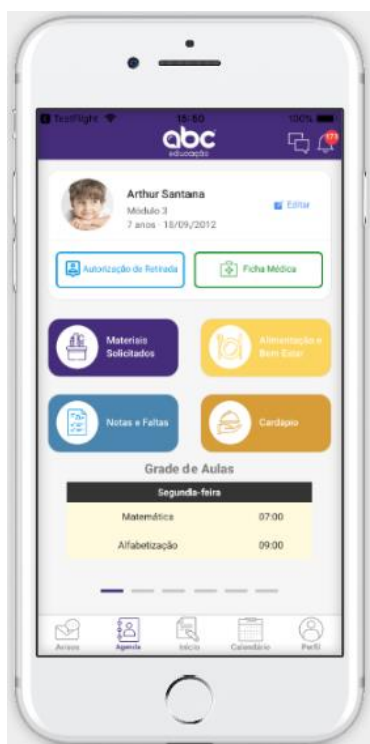 TestFlight 15:50 100%
abc
educação
173
Arthur Santana
Módulo 3
7 anos - 18/09/2012
Editar
Autorização de Retirada
Ficha Médica
Materiais
Solicitados
Alimentação e
Bem Estar
Notas e Faltas
Cardápio
Grade de Aulas
Segunda-feira
Matemática 07:00
Alfabetização 09:00
Avisos Agenda Início Calendário Perfil